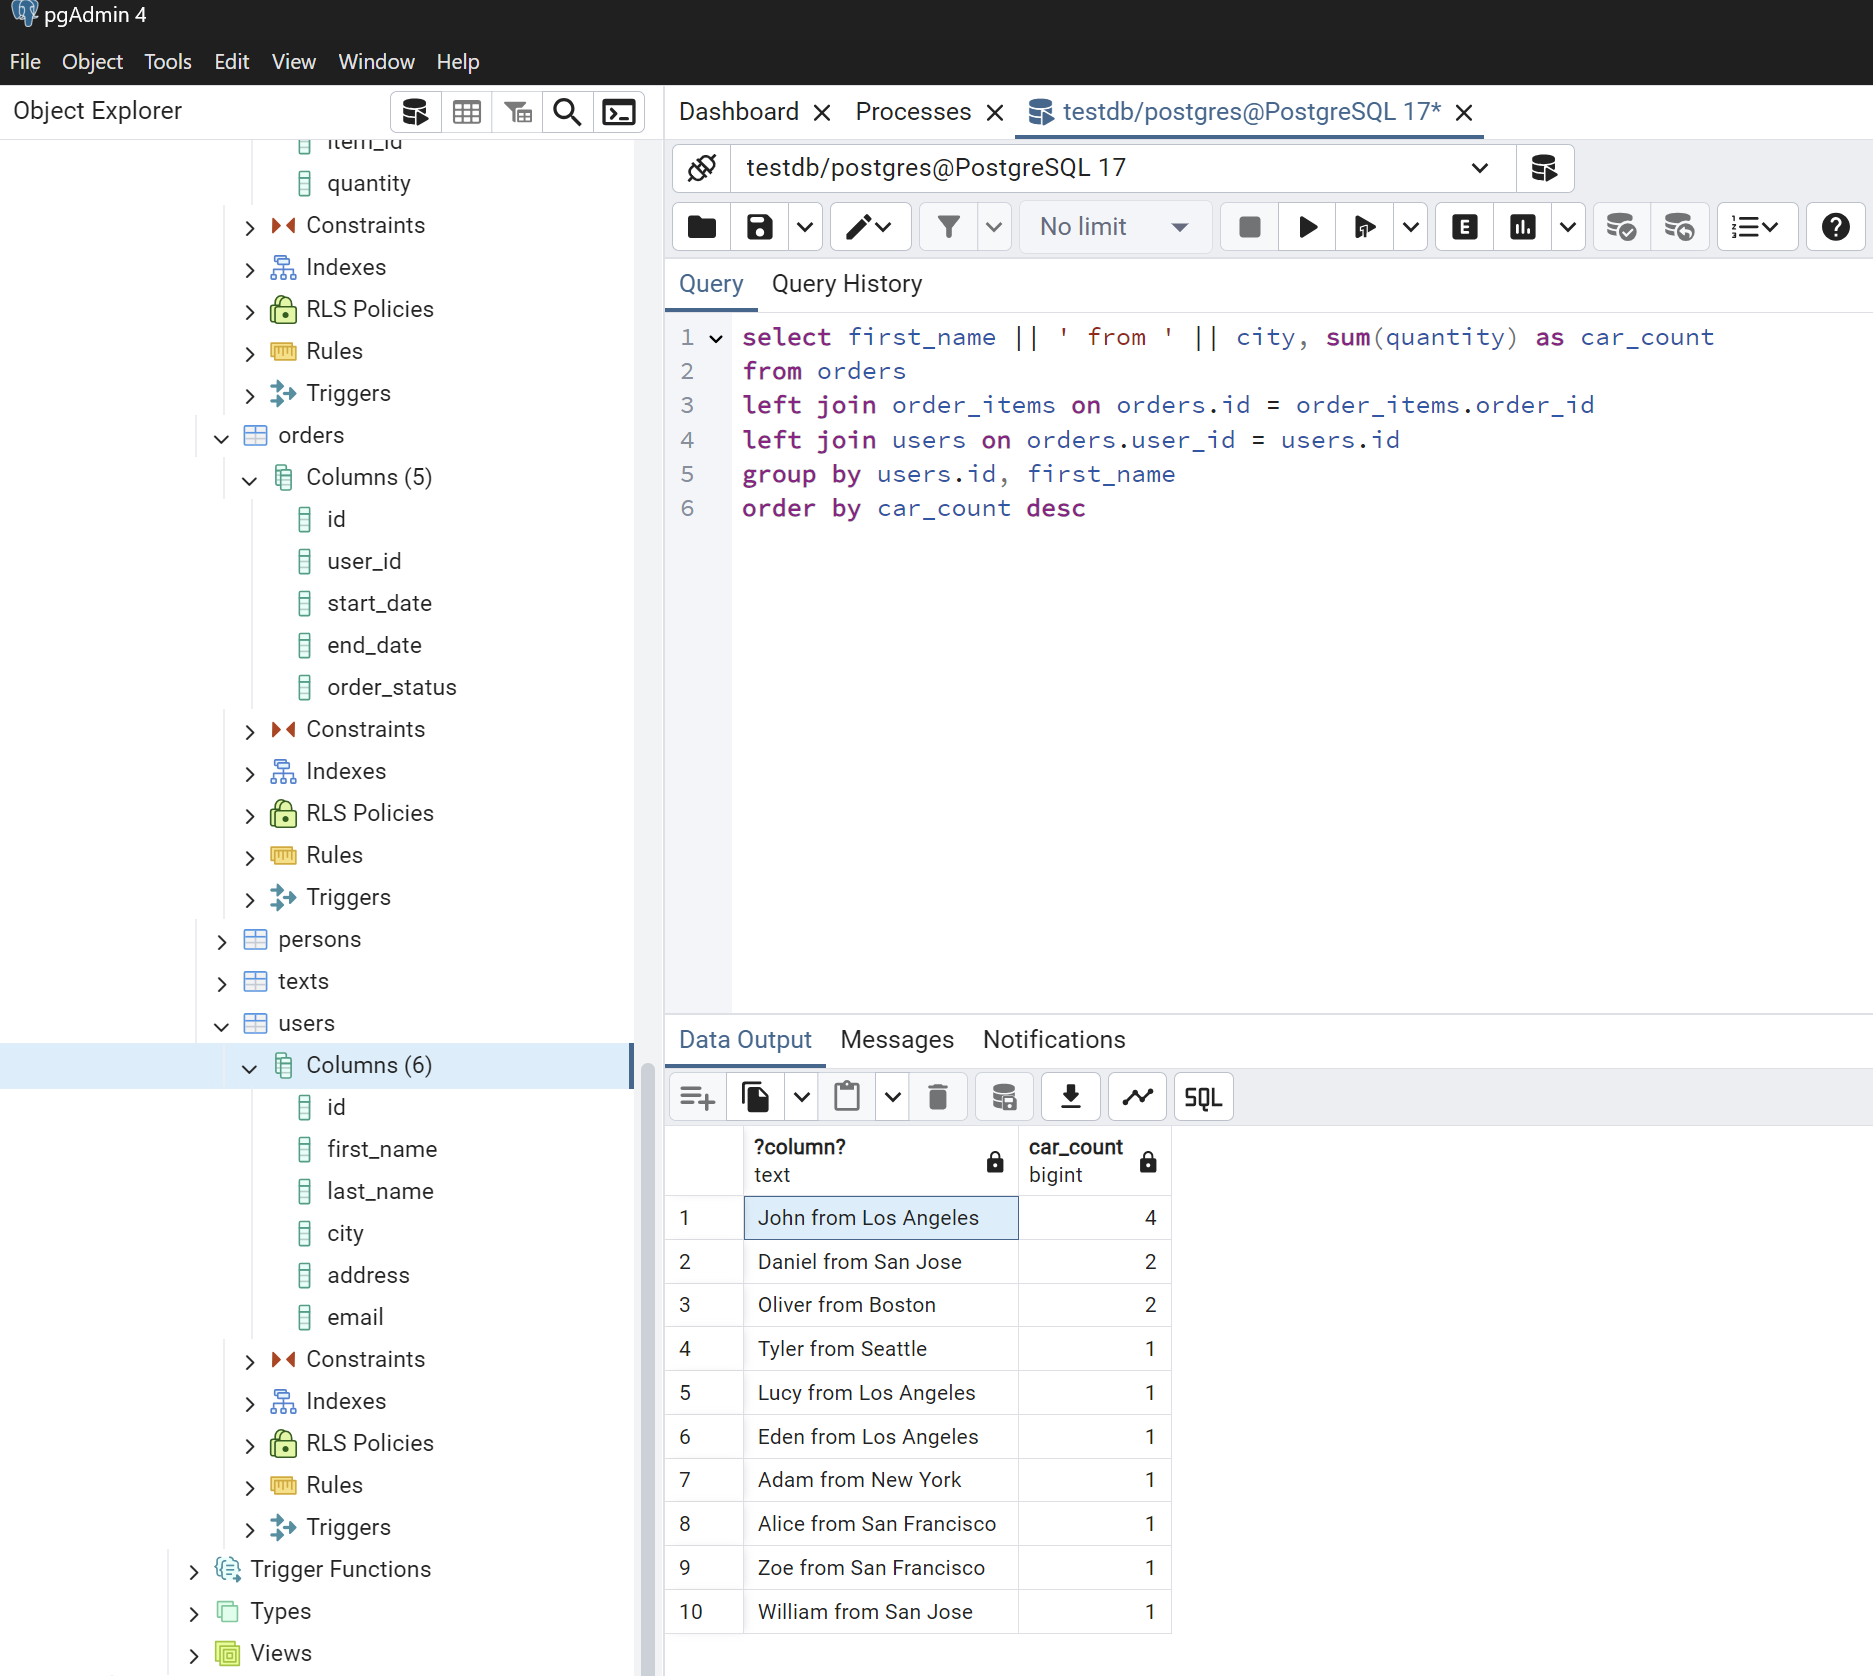 pgAdmin 4
File Object Tools Edit View Window Help
Object Explorer
item_id
quantity
Constraints
Indexes
RLS Policies
Rules
Triggers
orders
Columns (5)
id
user_id
start_date
end_date
order_status
Constraints
Indexes
RLS Policies
Rules
Triggers
persons
texts
users
Columns (6)
id
first_name
last_name
city
address
email
Constraints
Indexes
RLS Policies
Rules
Triggers
Trigger Functions
Types
Views
Dashboard Processes testdb/postgres@PostgreSQL 17*
testdb/postgres@PostgreSQL 17
No limit E
Query Query History
1 select first_name || ' from ' || city, sum(quantity) as car_count
2 from orders
3 left join order_items on orders.id = order_items.order_id
4 left join users on orders.user_id = users.id
5 group by users.id, first_name
6 order by car_count desc
Data Output Messages Notifications
SQL
?column? car_count
text bigint
1 John from Los Angeles 4
2 Daniel from San Jose 2
3 Oliver from Boston 2
4 Tyler from Seattle 1
5 Lucy from Los Angeles 1
6 Eden from Los Angeles 1
7 Adam from New York 1
8 Alice from San Francisco 1
9 Zoe from San Francisco 1
10 William from San Jose 1